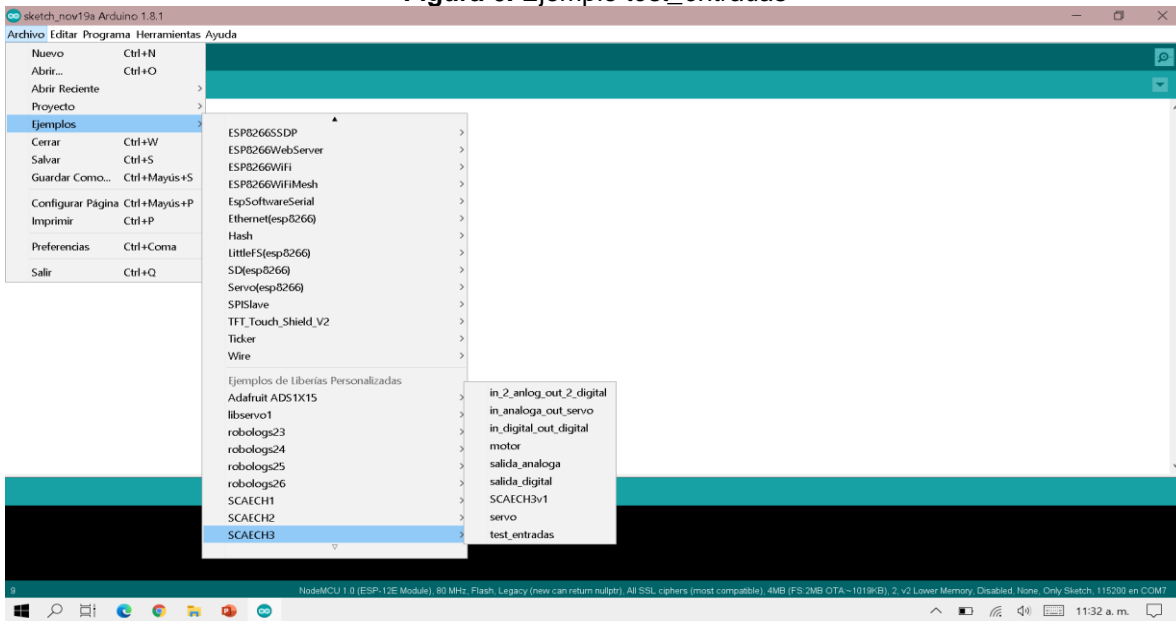 sketch_nov19a Arduino 1.8.1
Archivo Editar Programa Herramientas Ayuda
Nuevo Ctrl+N
Abrir... Ctrl+O
Abrir Reciente
Proyecto
Ejemplos
Cerrar Ctrl+W
Salvar Ctrl+S
Guardar Como... Ctrl+Mayús+S
Configurar Página Ctrl+Mayús+P
Imprimir Ctrl+P
Preferencias Ctrl+Coma
Salir Ctrl+Q
ESP8266SSDP
ESP8266WebServer
ESP8266WiFi
ESP8266WiFiMesh
EspSoftwareSerial
Ethernet(esp8266)
Hash
LittleFS(esp8266)
SD(esp8266)
Servo(esp8266)
SPISlave
TFT_Touch_Shield_V2
Ticker
Wire
Ejemplos de Liberías Personalizadas
Adafruit ADS1X15
libservo1
robologs23
robologs24
robologs25
robologs26
SCAECH1
SCAECH2
SCAECH3
in_2_anlog_out_2_digital
in_analoga_out_servo
in_digital_out_digital
motor
salida_analoga
salida_digital
SCAECH3v1
servo
test_entradas
9
NodeMCU 1.0 (ESP-12E Module), 80 MHz, Flash, Legacy (new can return nullptr), All SSL ciphers (most compatible), 4MB (FS:2MB OTA:~1019KB), 2, v2 Lower Memory, Disabled, None, Only Sketch, 115200 en COM7
11:32 a. m.